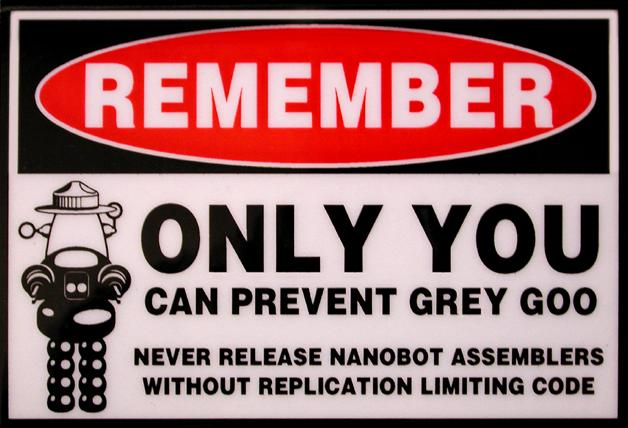 REMEMBER
ONLY YOU
CAN PREVENT GREY GOO
NEVER RELEASE NANOBOT ASSEMBLERS
WITHOUT REPLICATION LIMITING CODE